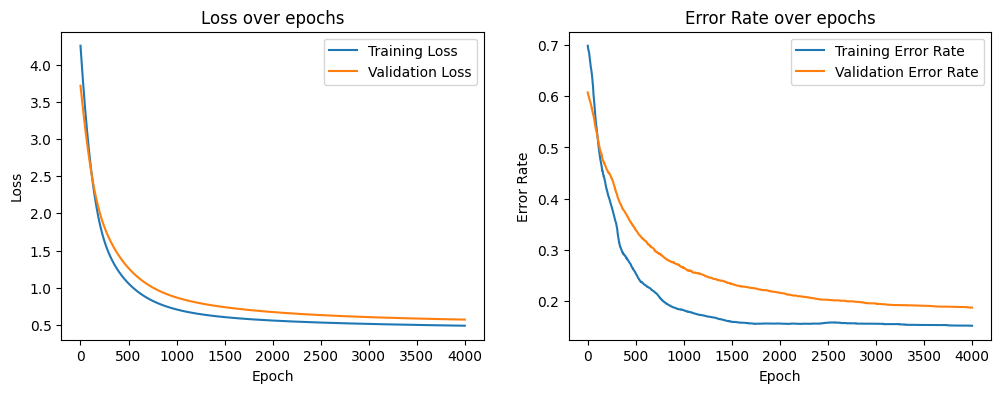 Loss over epochs
Training Loss
Validation Loss
4.0
3.5
3.0
2.5
2.0
1.5
1.0
0.5
Loss
0 500 1000 1500 2000 2500 3000 3500 4000
Epoch
Error Rate over epochs
Training Error Rate
Validation Error Rate
0.7
0.6
0.5
0.4
0.3
0.2
Error Rate
0 500 1000 1500 2000 2500 3000 3500 4000
Epoch